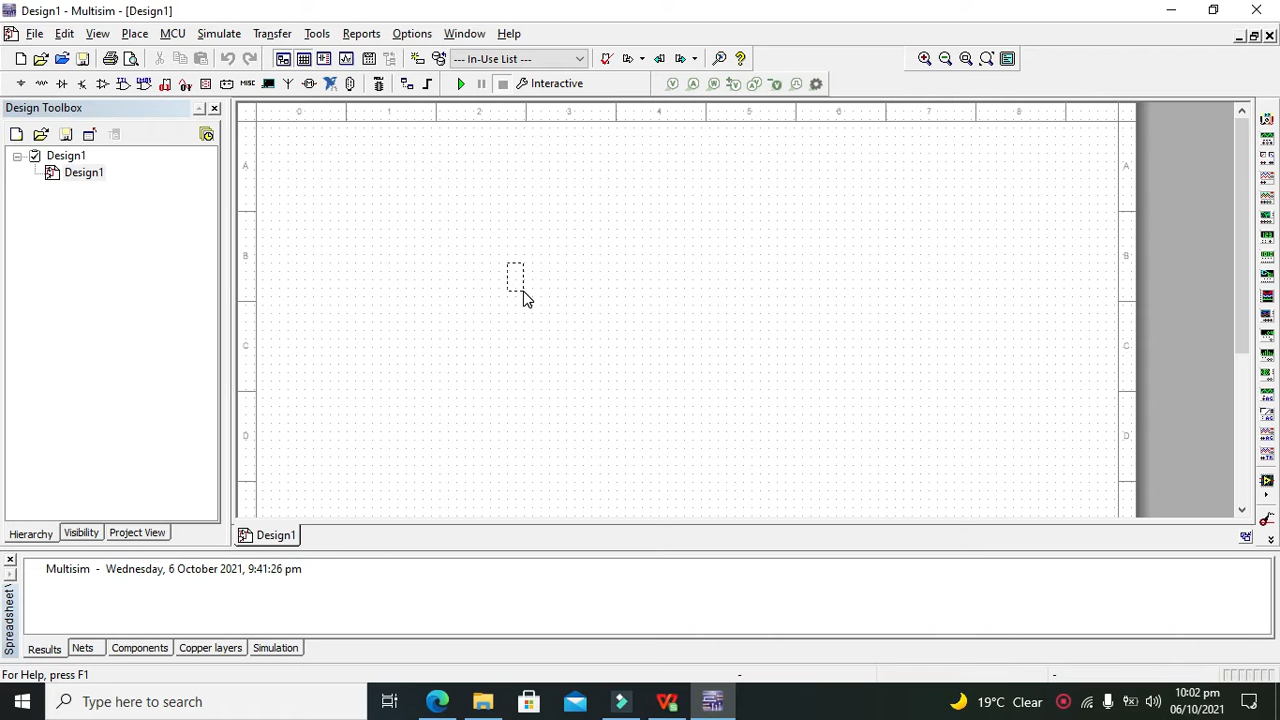 Design1 - Multisim - [Design1]
File Edit View Place MCU Simulate Transfer Tools Reports Options Window Help
--- In-Use List ---
MISC Interactive
Design Toolbox
Design1
Design1
0 1 2 3 4 5 6 7 8
A A
B B
C C
D D
Hierarchy Visibility Project View
Design1
Multisim - Wednesday, 6 October 2021, 9:41:26 pm
Spreadsheet
Results Nets Components Copper layers Simulation
For Help, press F1
Type here to search
19°C Clear
10:02 pm
06/10/2021